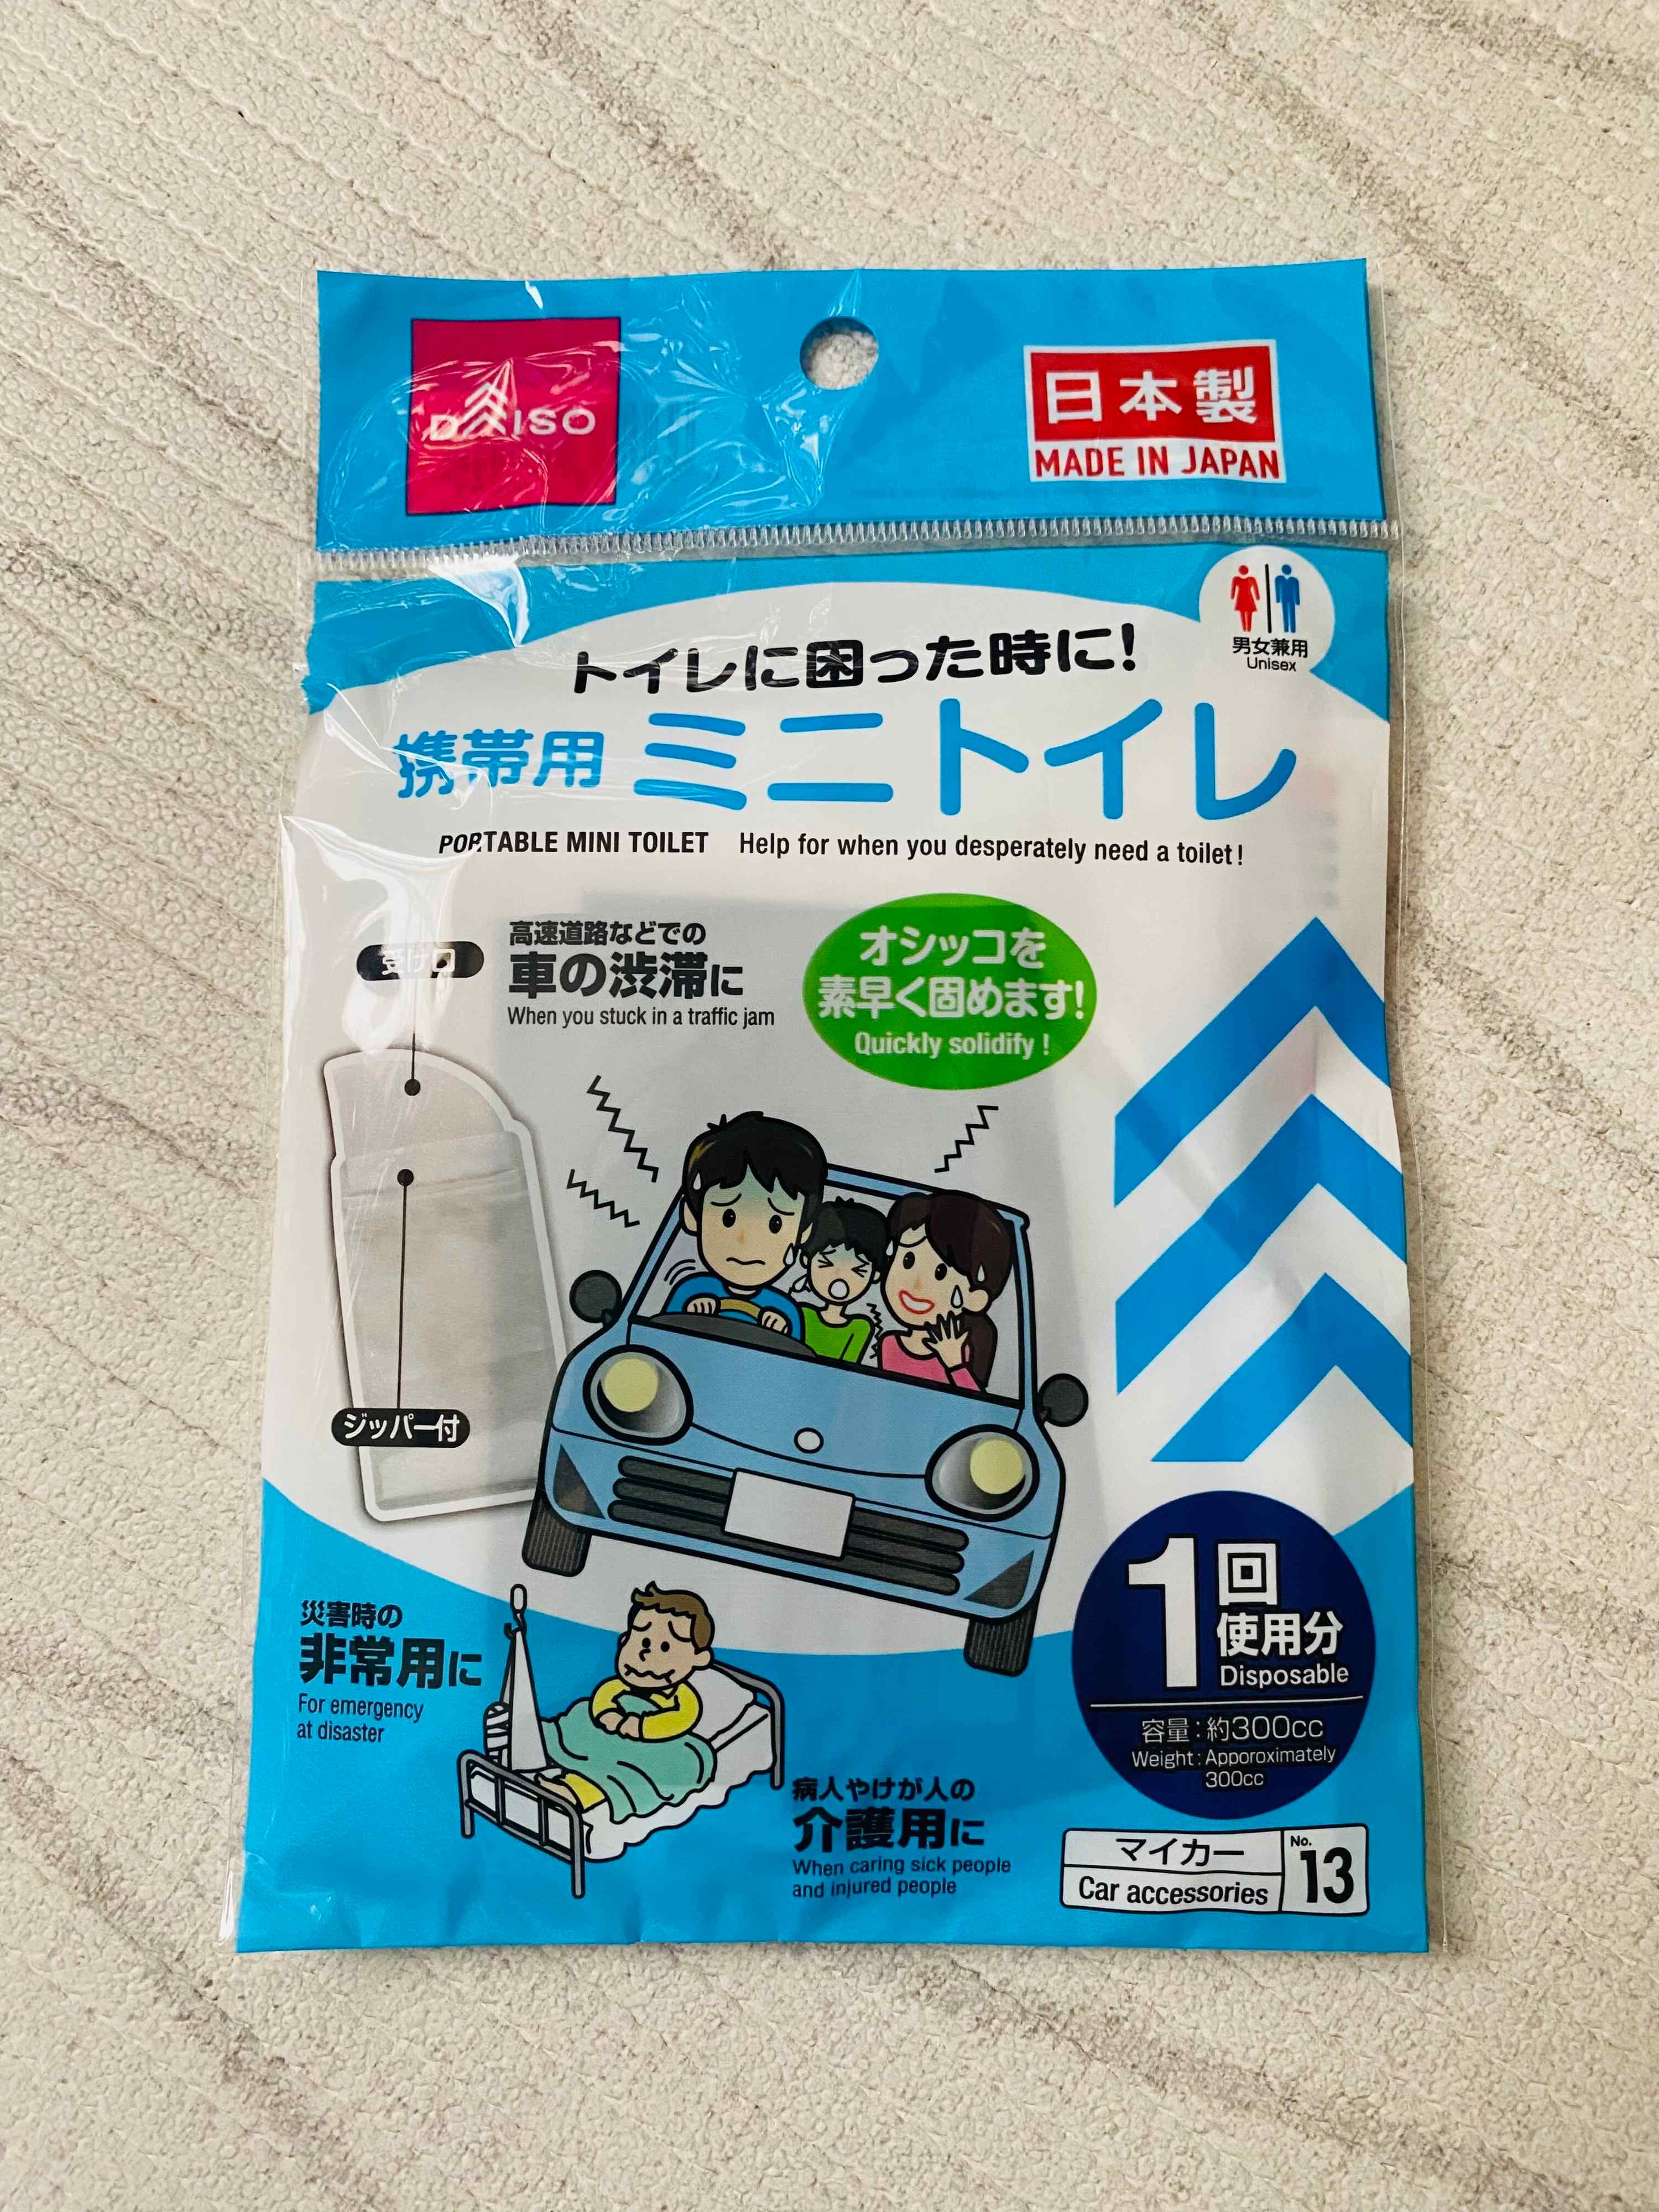 DAISO
日本製
MADE IN JAPAN
男女兼用
Unisex
トイレに困った時に!
携帯用 ミニトイレ
PORTABLE MINI TOILET Help for when you desperately need a toilet!
受け口
高速道路などでの
車の渋滞に
When you stuck in a traffic jam
オシッコを
素早く固めます!
Quickly solidify !
ジッパー付
災害時の
非常用に
For emergency
at disaster
病人やけが人の
介護用に
When caring sick people
and injured people
1回
使用分
Disposable
容量:約300cc
Weight:Apporoximately
300cc
マイカー
Car accessories
No.
13